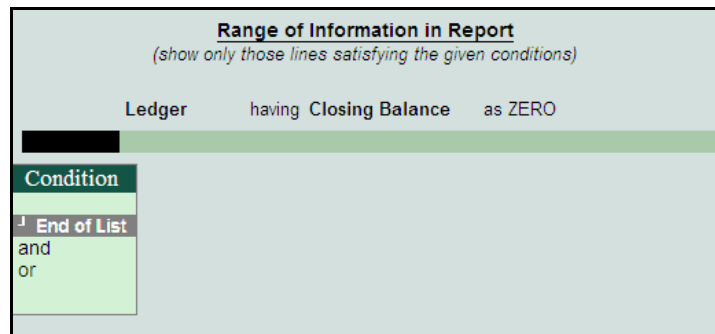 Range of Information in Report
(show only those lines satisfying the given conditions)
Ledger having Closing Balance as ZERO
Condition
┘ End of List
and
or